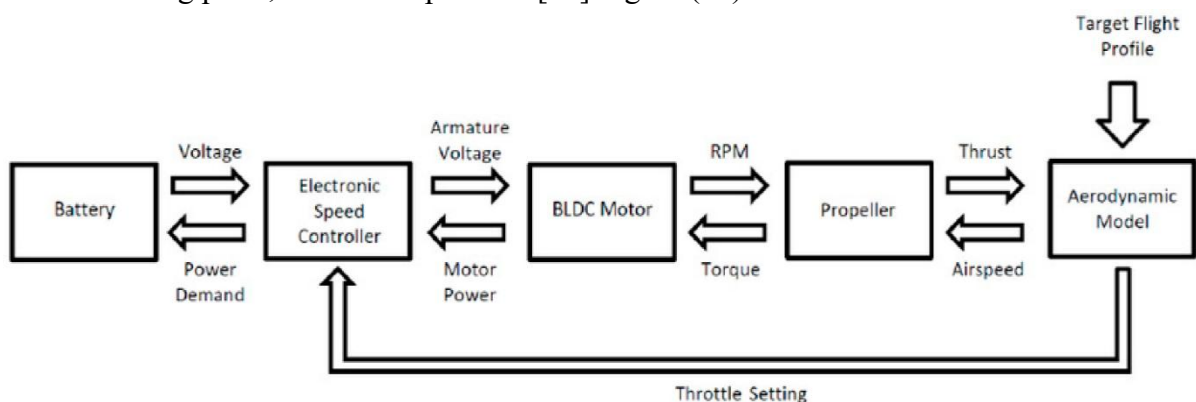 Target Flight
Profile
Voltage
Armature
Voltage
RPM
Thrust
Battery
Electronic
Speed
Controller
BLDC Motor
Propeller
Aerodynamic
Model
Power
Demand
Motor
Power
Torque
Airspeed
Throttle Setting